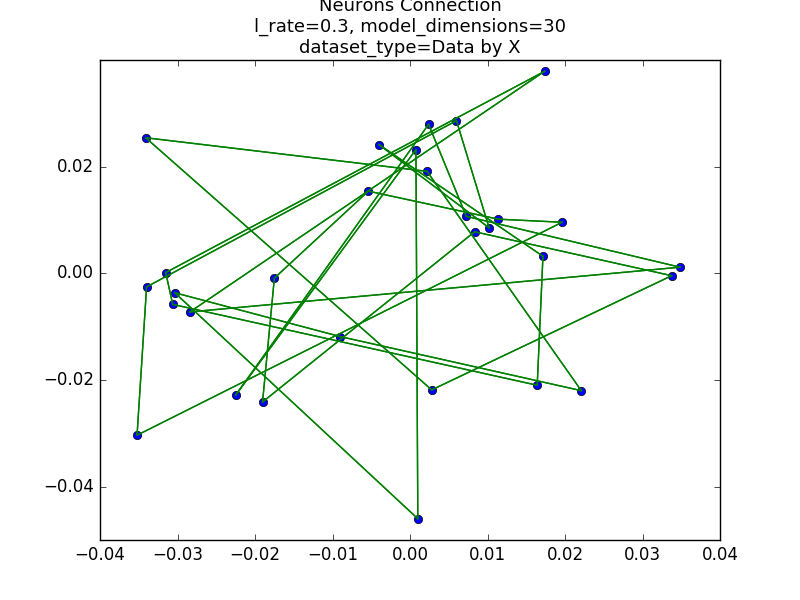 Neurons Connection
l_rate=0.3, model_dimensions=30
dataset_type=Data by X
0.02
0.00
−0.02
−0.04
−0.04 −0.03 −0.02 −0.01 0.00 0.01 0.02 0.03 0.04